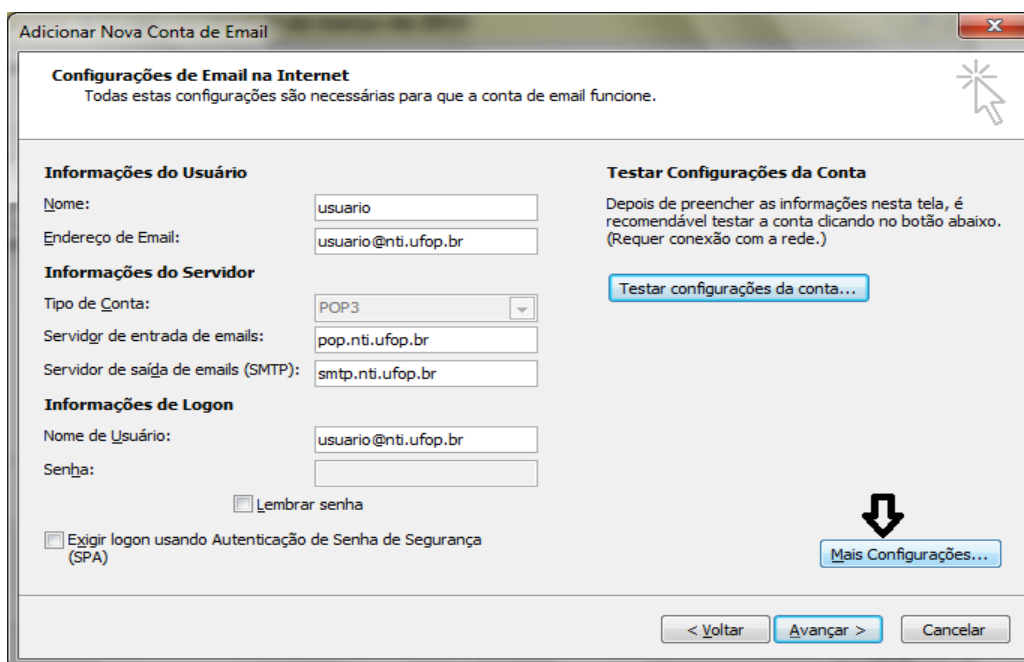 Adicionar Nova Conta de Email
Configurações de Email na Internet
Todas estas configurações são necessárias para que a conta de email funcione.
Informações do Usuário
Nome: usuario
Endereço de Email: usuario@nti.ufop.br
Informações do Servidor
Tipo de Conta: POP3
Servidor de entrada de emails: pop.nti.ufop.br
Servidor de saída de emails (SMTP): smtp.nti.ufop.br
Informações de Logon
Nome de Usuário: usuario@nti.ufop.br
Senha:
Lembrar senha
Exigir logon usando Autenticação de Senha de Segurança
(SPA)
Testar Configurações da Conta
Depois de preencher as informações nesta tela, é
recomendável testar a conta clicando no botão abaixo.
(Requer conexão com a rede.)
Testar configurações da conta...
Mais Configurações...
< Voltar
Avançar >
Cancelar